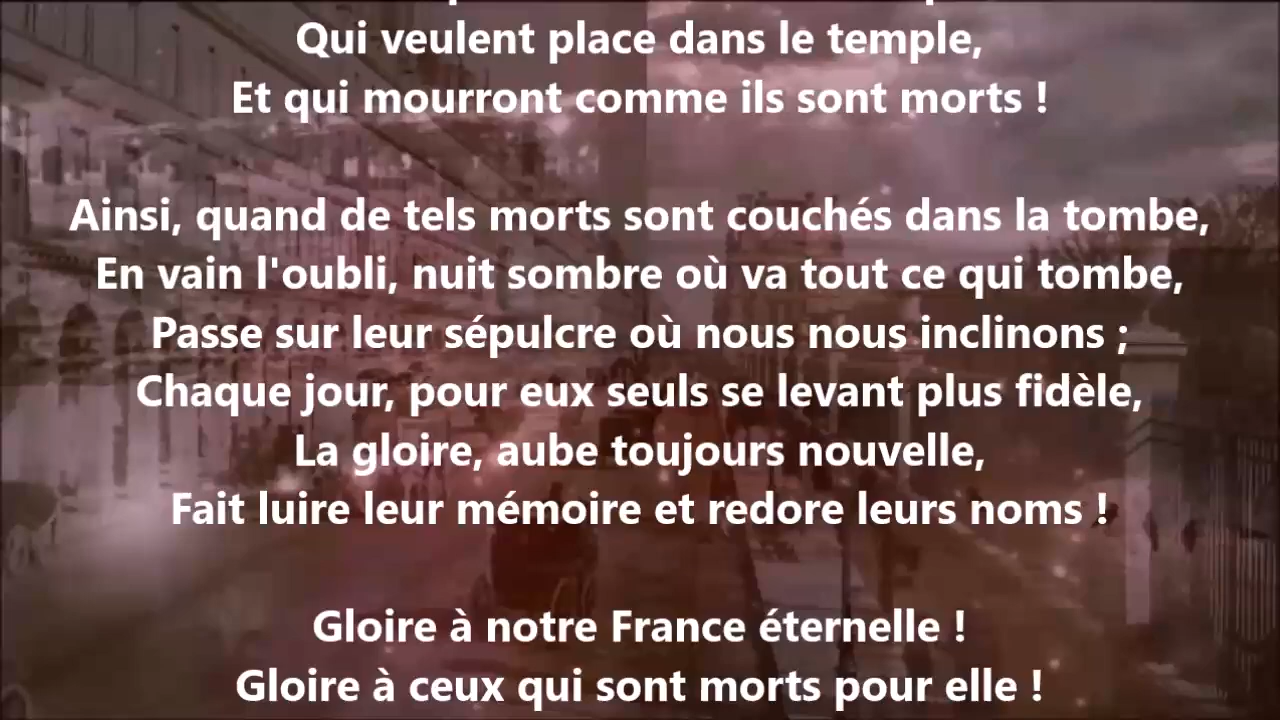 Qui veulent place dans le temple,
Et qui mourront comme ils sont morts !
Ainsi, quand de tels morts sont couchés dans la tombe,
En vain l'oubli, nuit sombre où va tout ce qui tombe,
Passe sur leur sépulcre où nous nous inclinons ;
Chaque jour, pour eux seuls se levant plus fidèle,
La gloire, aube toujours nouvelle,
Fait luire leur mémoire et redore leurs noms !
Gloire à notre France éternelle !
Gloire à ceux qui sont morts pour elle !